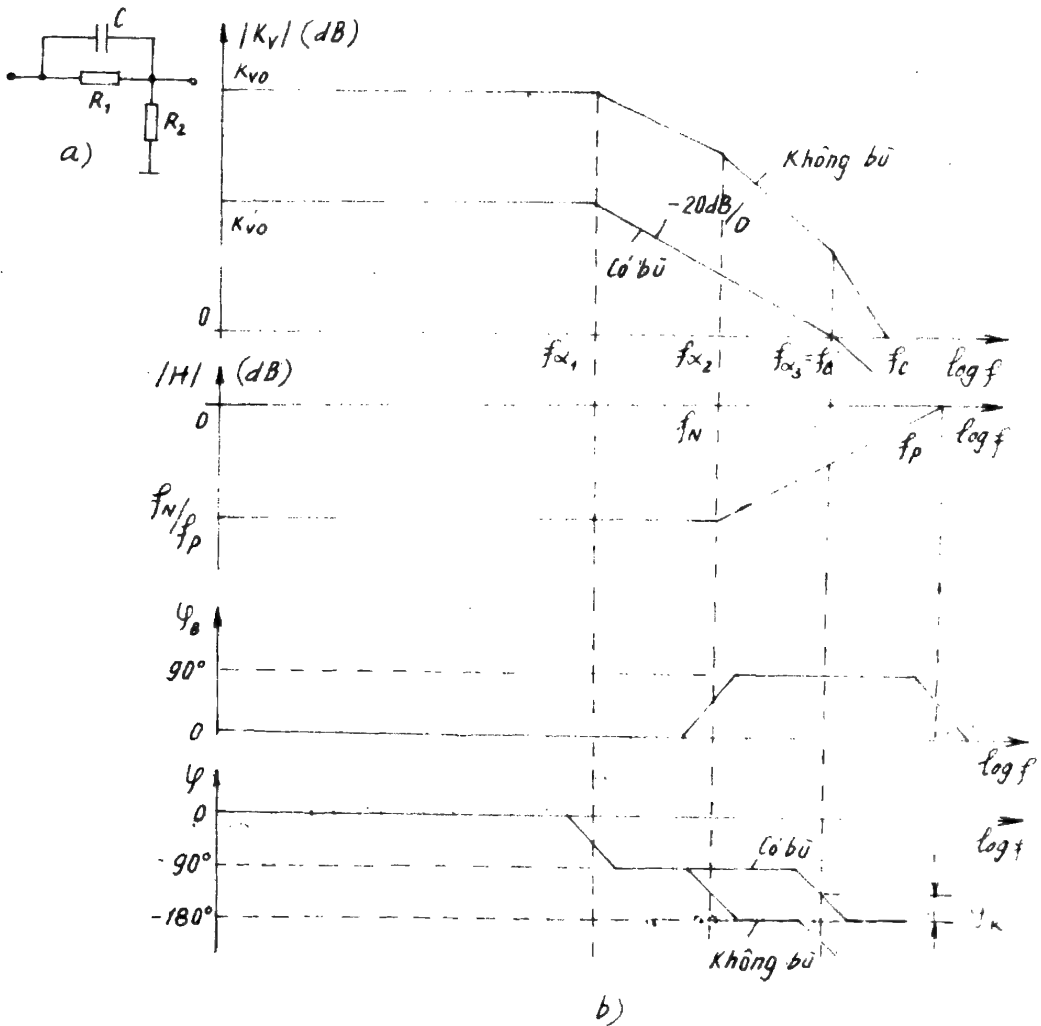 C
R₁
R₂
a)
|Kv| (dB)
Kvo
Không bù
K'vo
-20dB/D
Có bù
0
fα₁
fα₂
fα₃ = fd
fc
log f
|H| (dB)
0
fN
fP
log f
fN/fP
φB
90°
0
log f
φ
0
log f
-90°
Có bù
-180°
φK
Không bù
b)